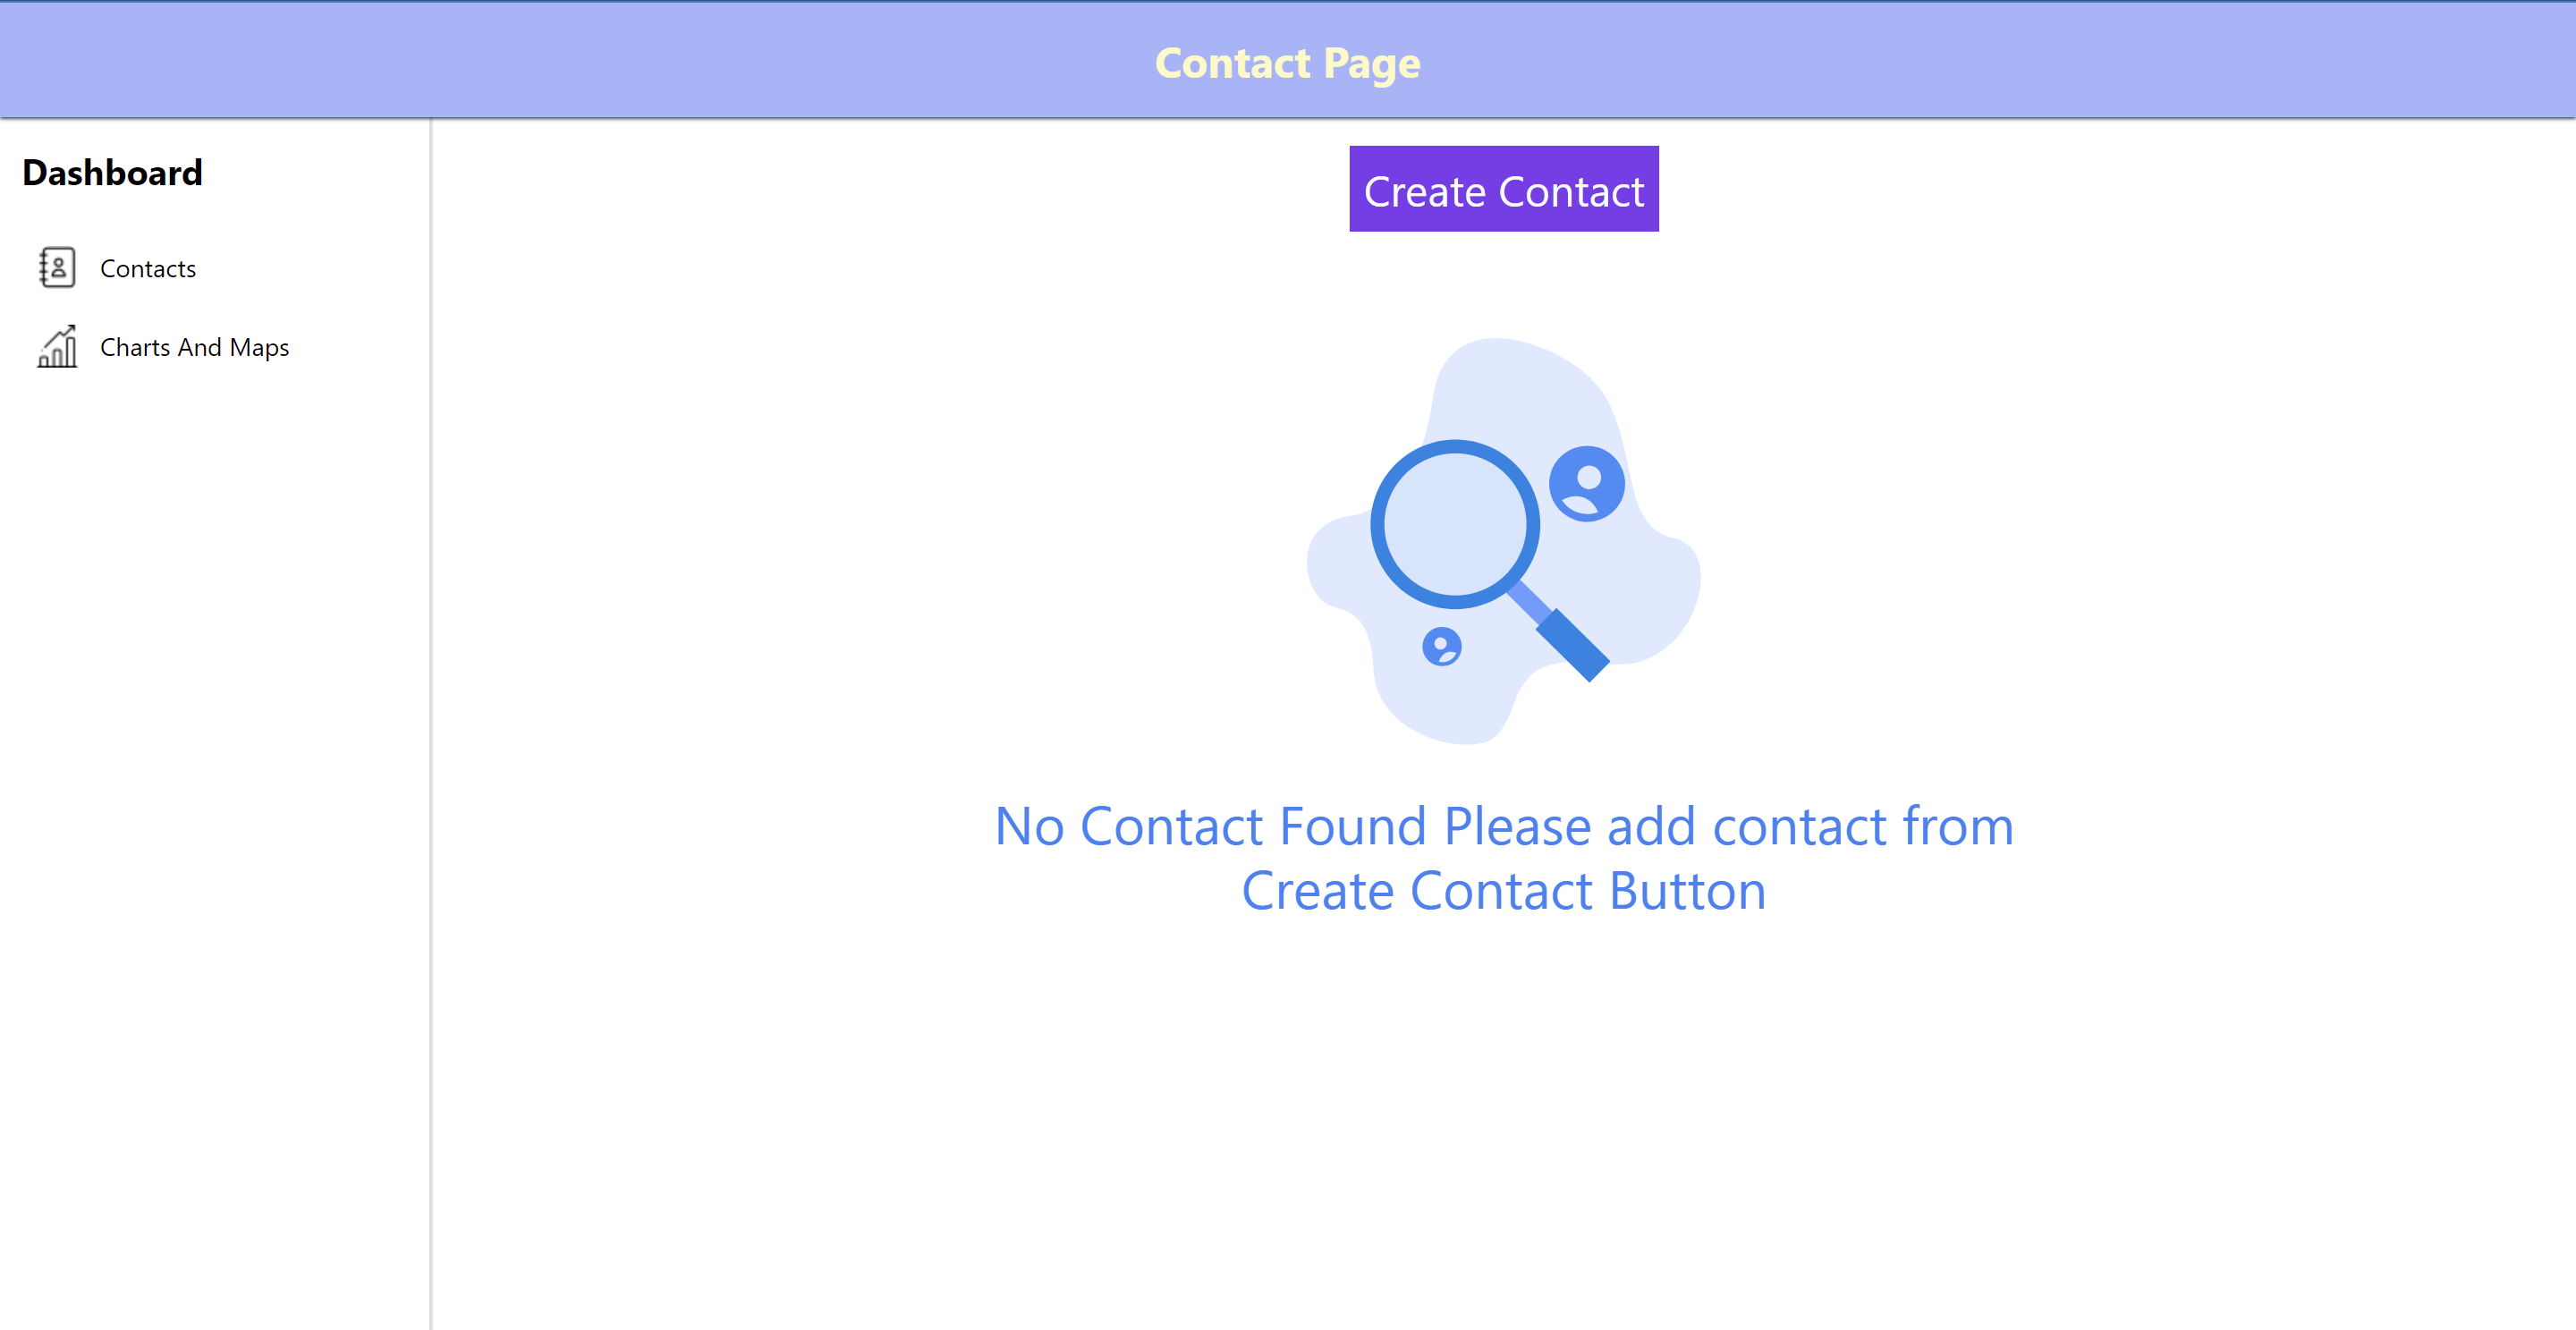 Contact Page
Dashboard
Contacts
Charts And Maps
Create Contact
No Contact Found Please add contact from
Create Contact Button